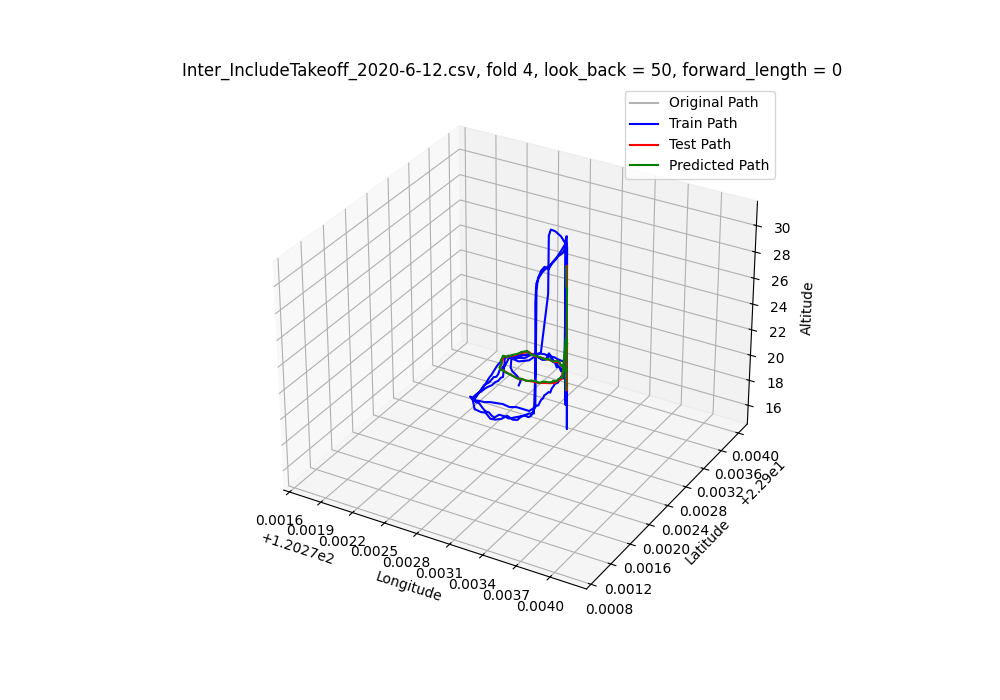 Inter_IncludeTakeoff_2020-6-12.csv, fold 4, look_back = 50, forward_length = 0
Original Path
Train Path
Test Path
Predicted Path
30
28
26
24
22
20
18
16
Altitude
0.0040
0.0036
0.0032
0.0028
0.0024
0.0020
0.0016
0.0012
0.0008
+2.29e1
Latitude
0.0016
0.0019
0.0022
0.0025
0.0028
0.0031
0.0034
0.0037
0.0040
+1.2027e2
Longitude